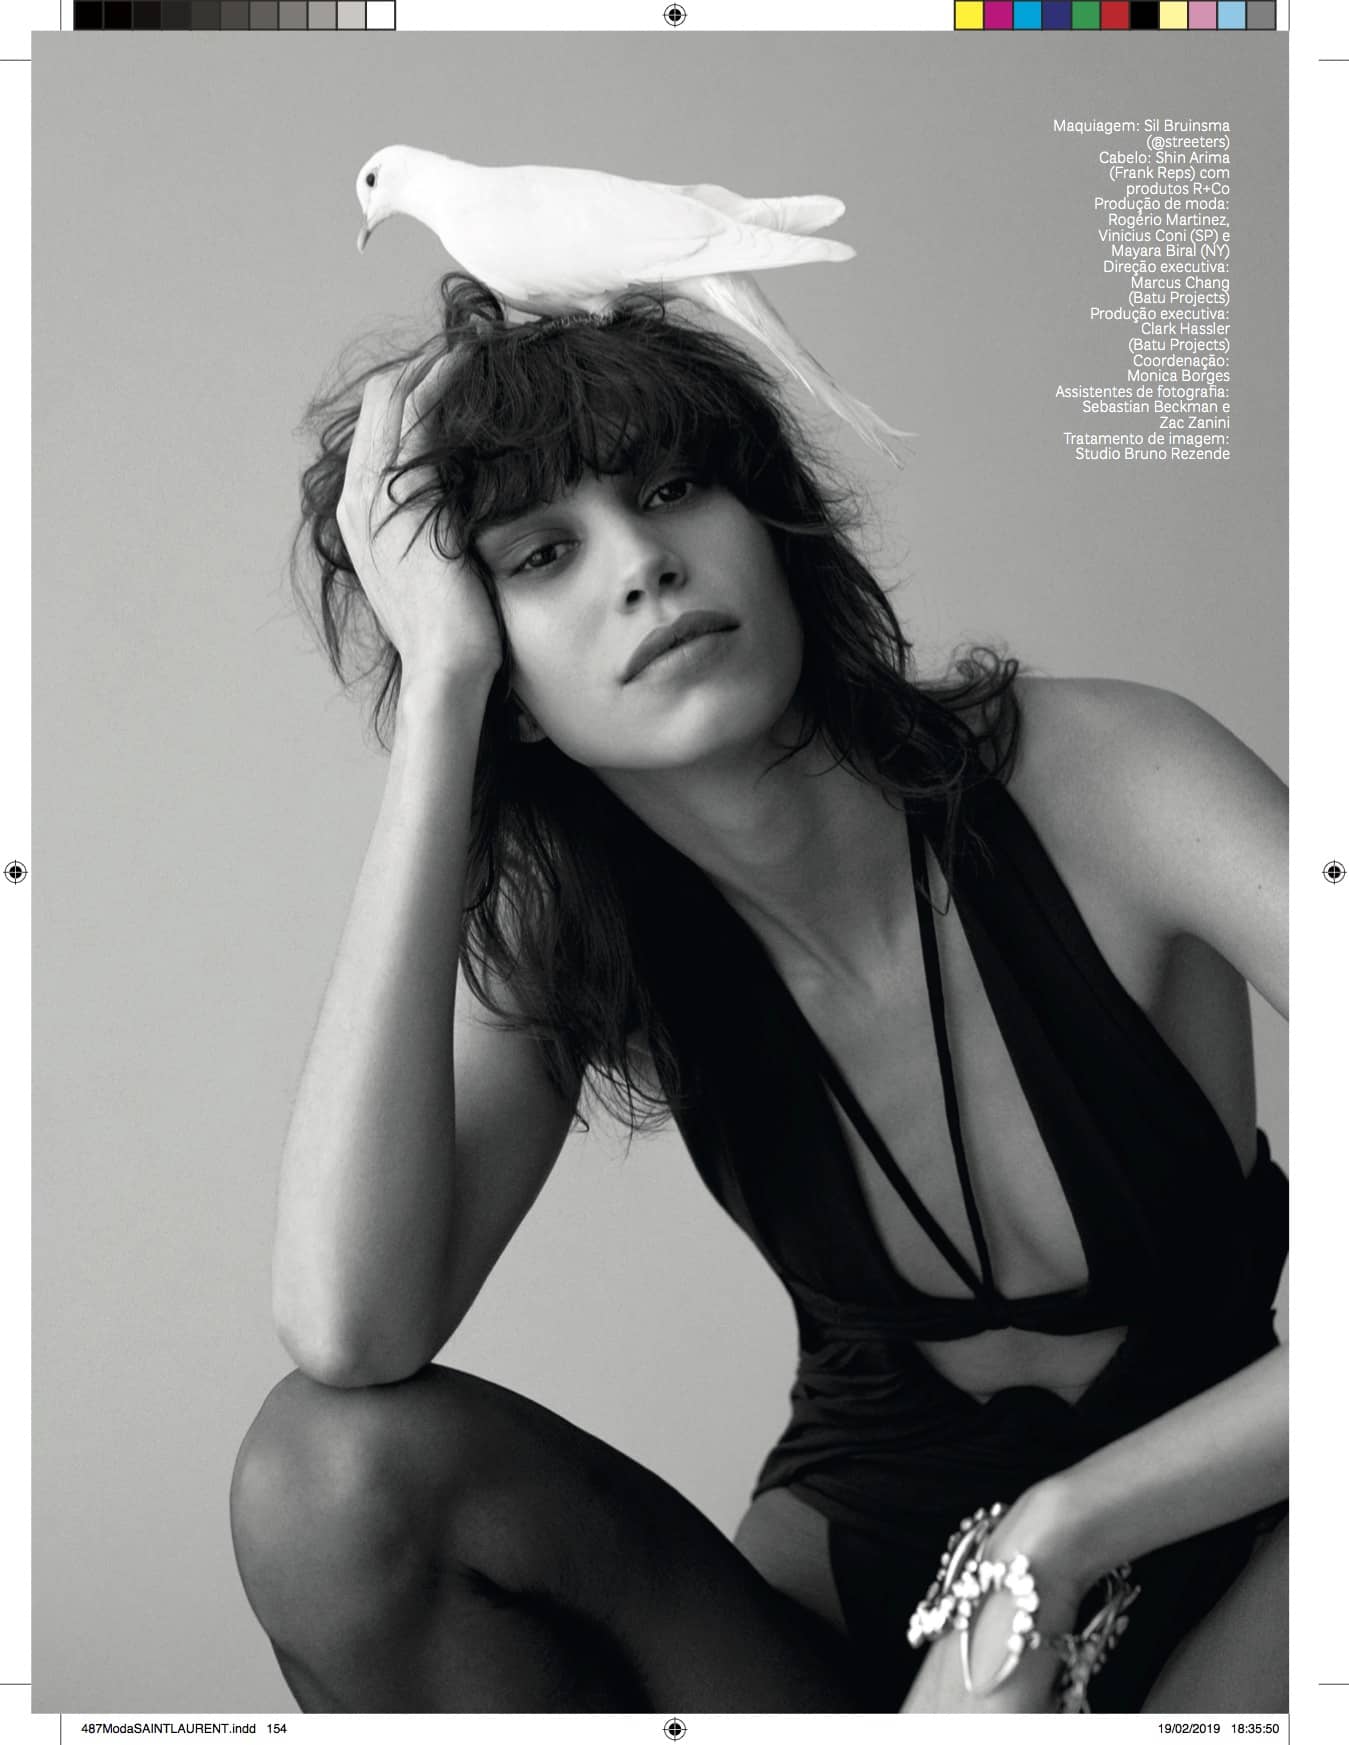 Maquiagem: Sil Bruinsma
(@streeters)
Cabelo: Shin Arima
(Frank Reps) com
produtos R+Co
Produção de moda:
Rogério Martinez,
Vinicius Coni (SP) e
Mayara Biral (NY)
Direção executiva:
Marcus Chang
(Batu Projects)
Produção executiva:
Clark Hassler
(Batu Projects)
Coordenação:
Monica Borges
Assistentes de fotografia:
Sebastian Beckman e
Zac Zanini
Tratamento de imagem:
Studio Bruno Rezende
487ModaSAINTLAURENT.indd 154
19/02/2019 18:35:50